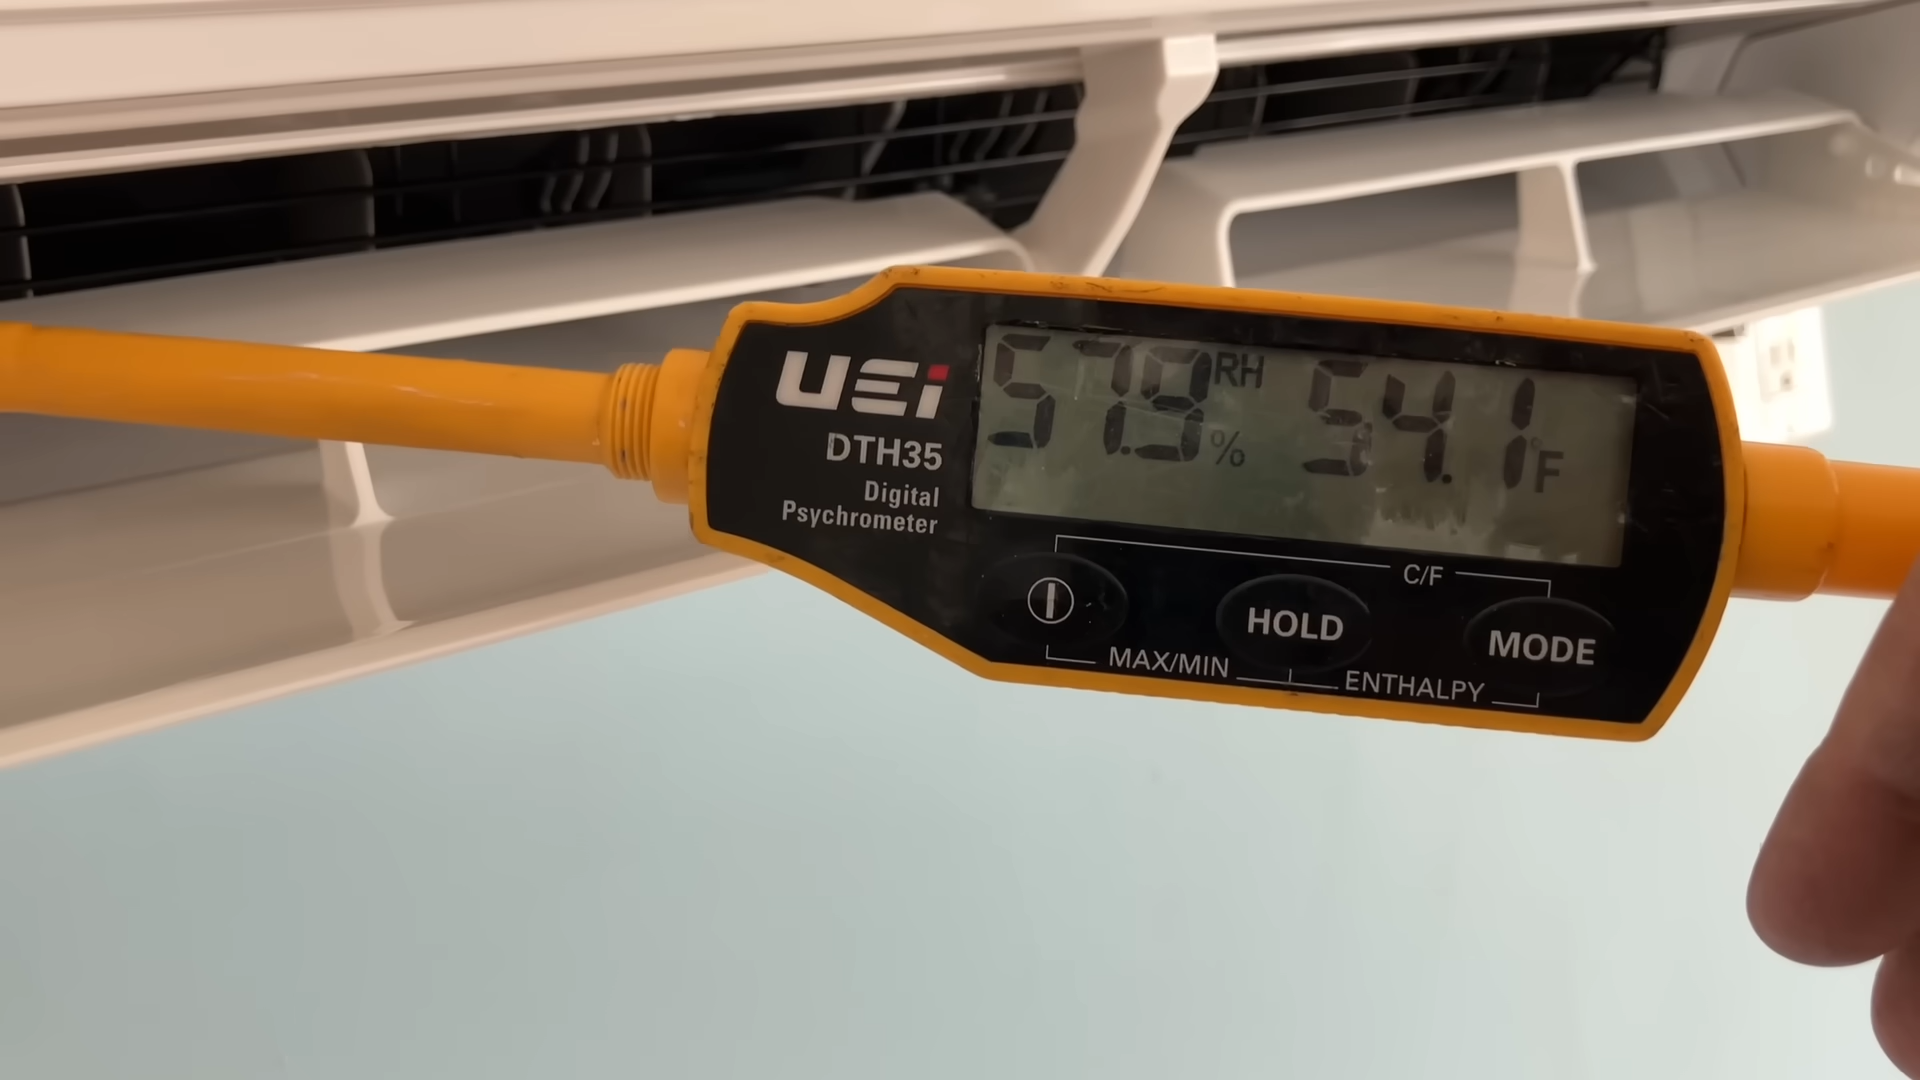 UEi
DTH35
Digital
Psychrometer
57.9 RH % 54.1 °F
C/F
HOLD
MODE
MAX/MIN
ENTHALPY